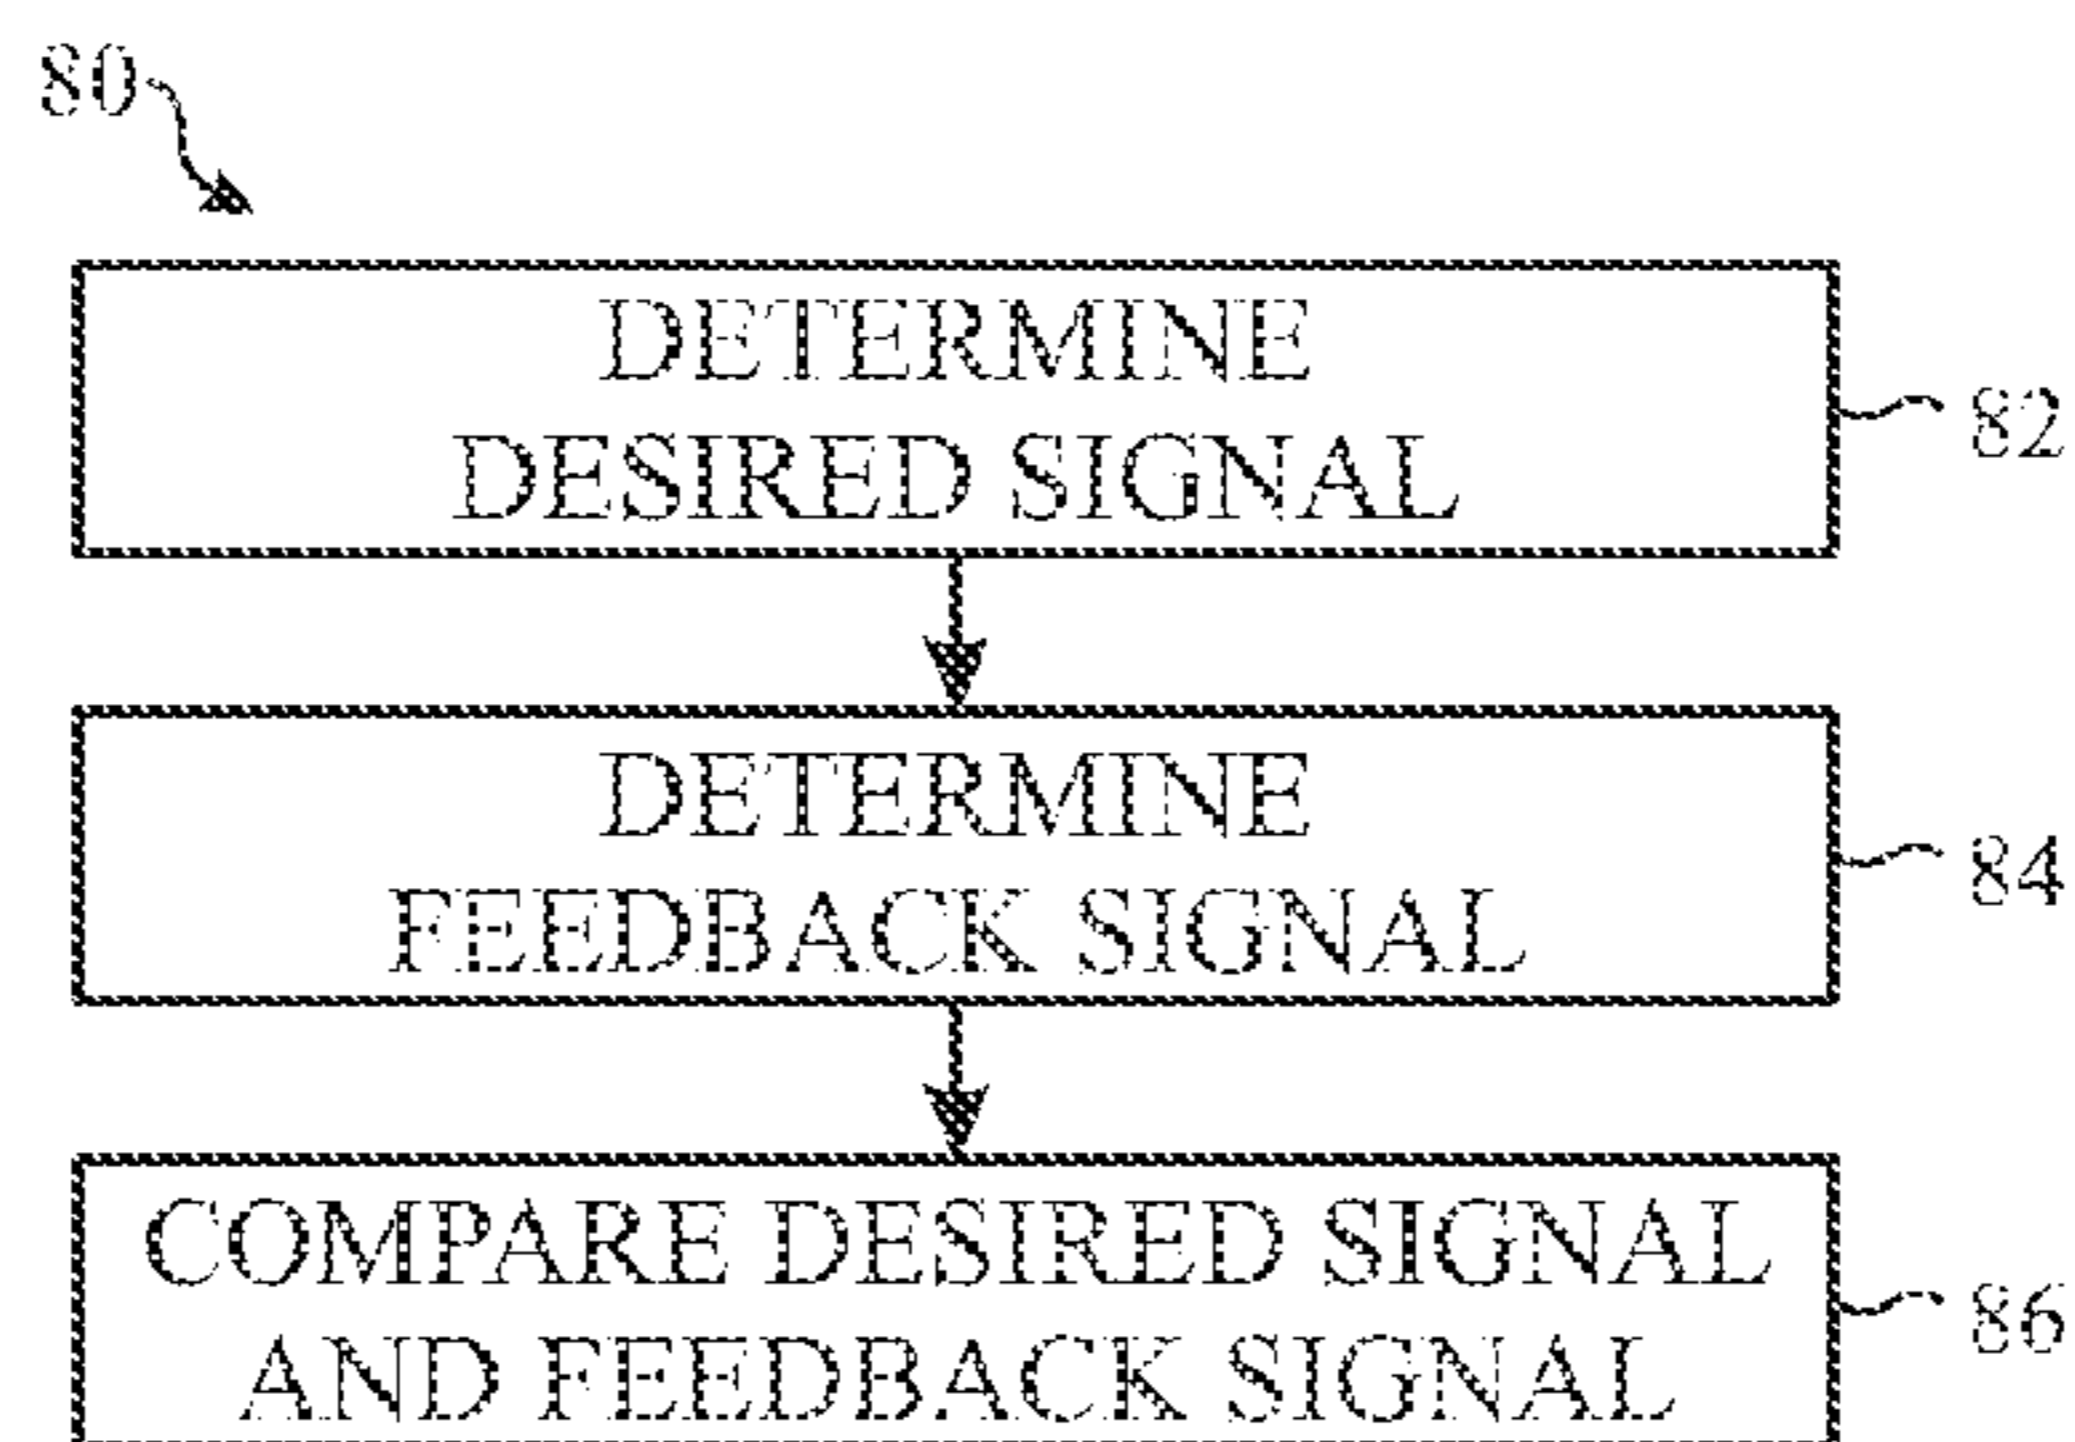 80
DETERMINE
DESIRED SIGNAL
82
DETERMINE
FEEDBACK SIGNAL
84
COMPARE DESIRED SIGNAL
AND FEEDBACK SIGNAL
86